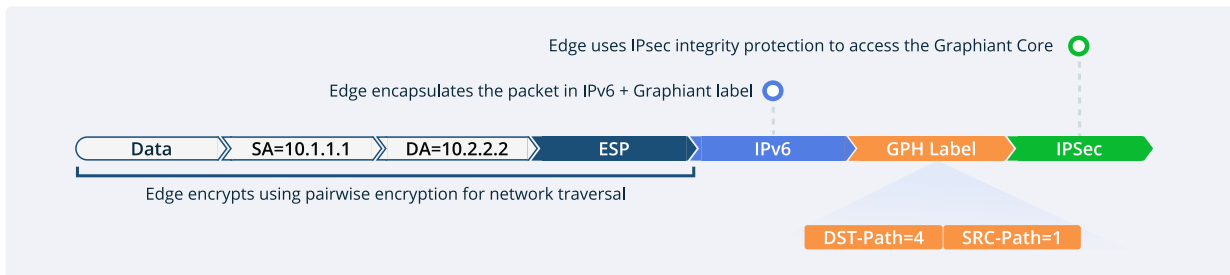 Edge uses IPsec integrity protection to access the Graphiant Core
Edge encapsulates the packet in IPv6 + Graphiant label
Data SA=10.1.1.1 DA=10.2.2.2 ESP IPv6 GPH Label IPSec
Edge encrypts using pairwise encryption for network traversal
DST-Path=4 SRC-Path=1